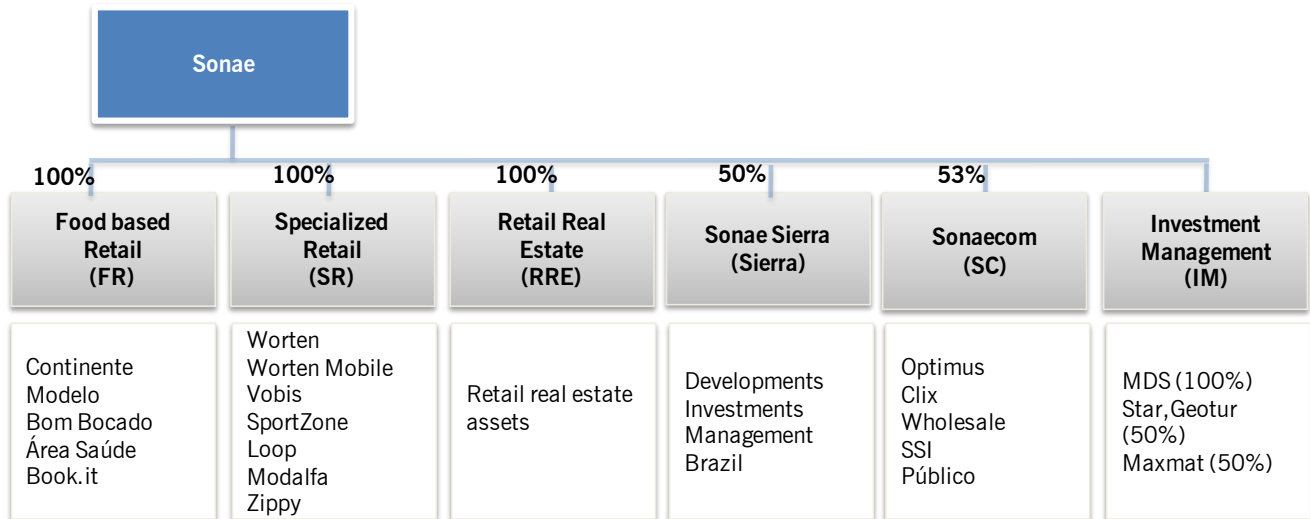 Sonae
100%
100%
100%
50%
53%
Food based
Retail
(FR)
Specialized
Retail
(SR)
Retail Real
Estate
(RRE)
Sonae Sierra
(Sierra)
Sonaecom
(SC)
Investment
Management
(IM)
Continente
Modelo
Bom Bocado
Área Saúde
Book.it
Worten
Worten Mobile
Vobis
SportZone
Loop
Modalfa
Zippy
Retail real estate
assets
Developments
Investments
Management
Brazil
Optimus
Clix
Wholesale
SSI
Público
MDS (100%)
Star,Geotur
(50%)
Maxmat (50%)